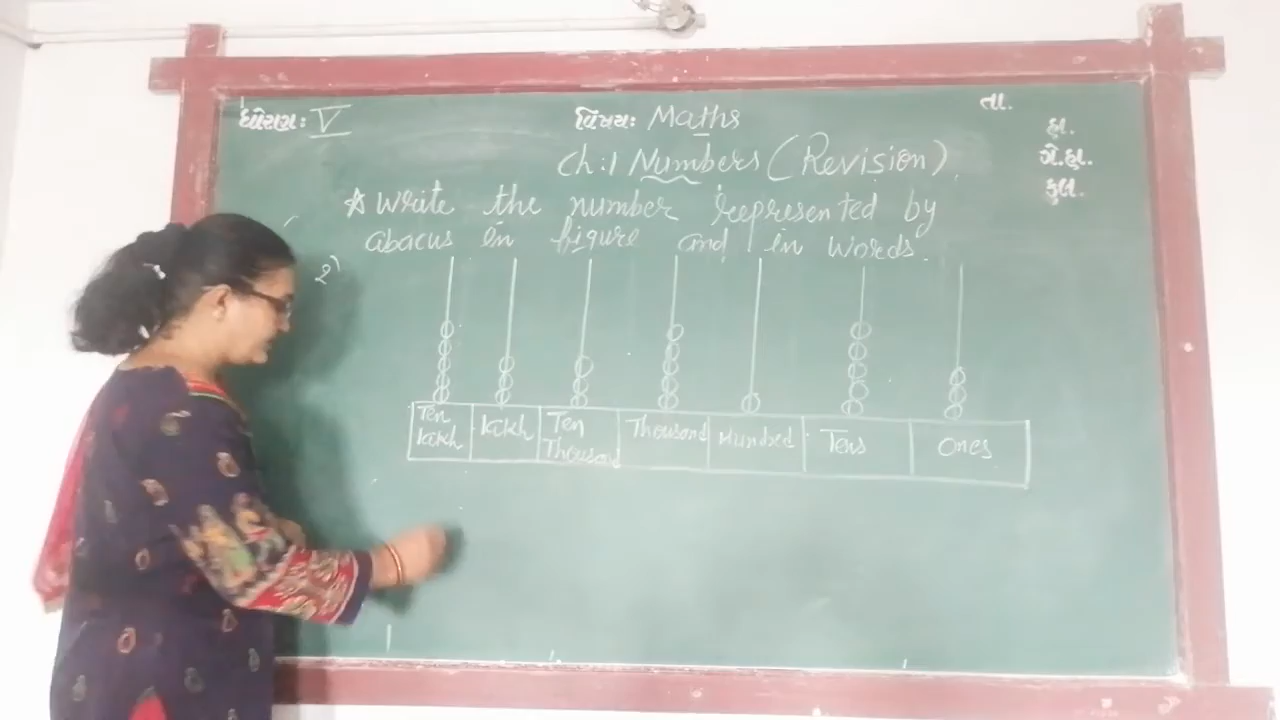 ધોરણ: V
વિષય: Maths
તા.
હા.
ગે.હા.
કુલ.
Ch:1 Numbers (Revision).
☆ Write the number represented by
abacus in figure and in words.
2)
Ten Lakh Lakh Ten Thousand Thousand Hundred Tens Ones